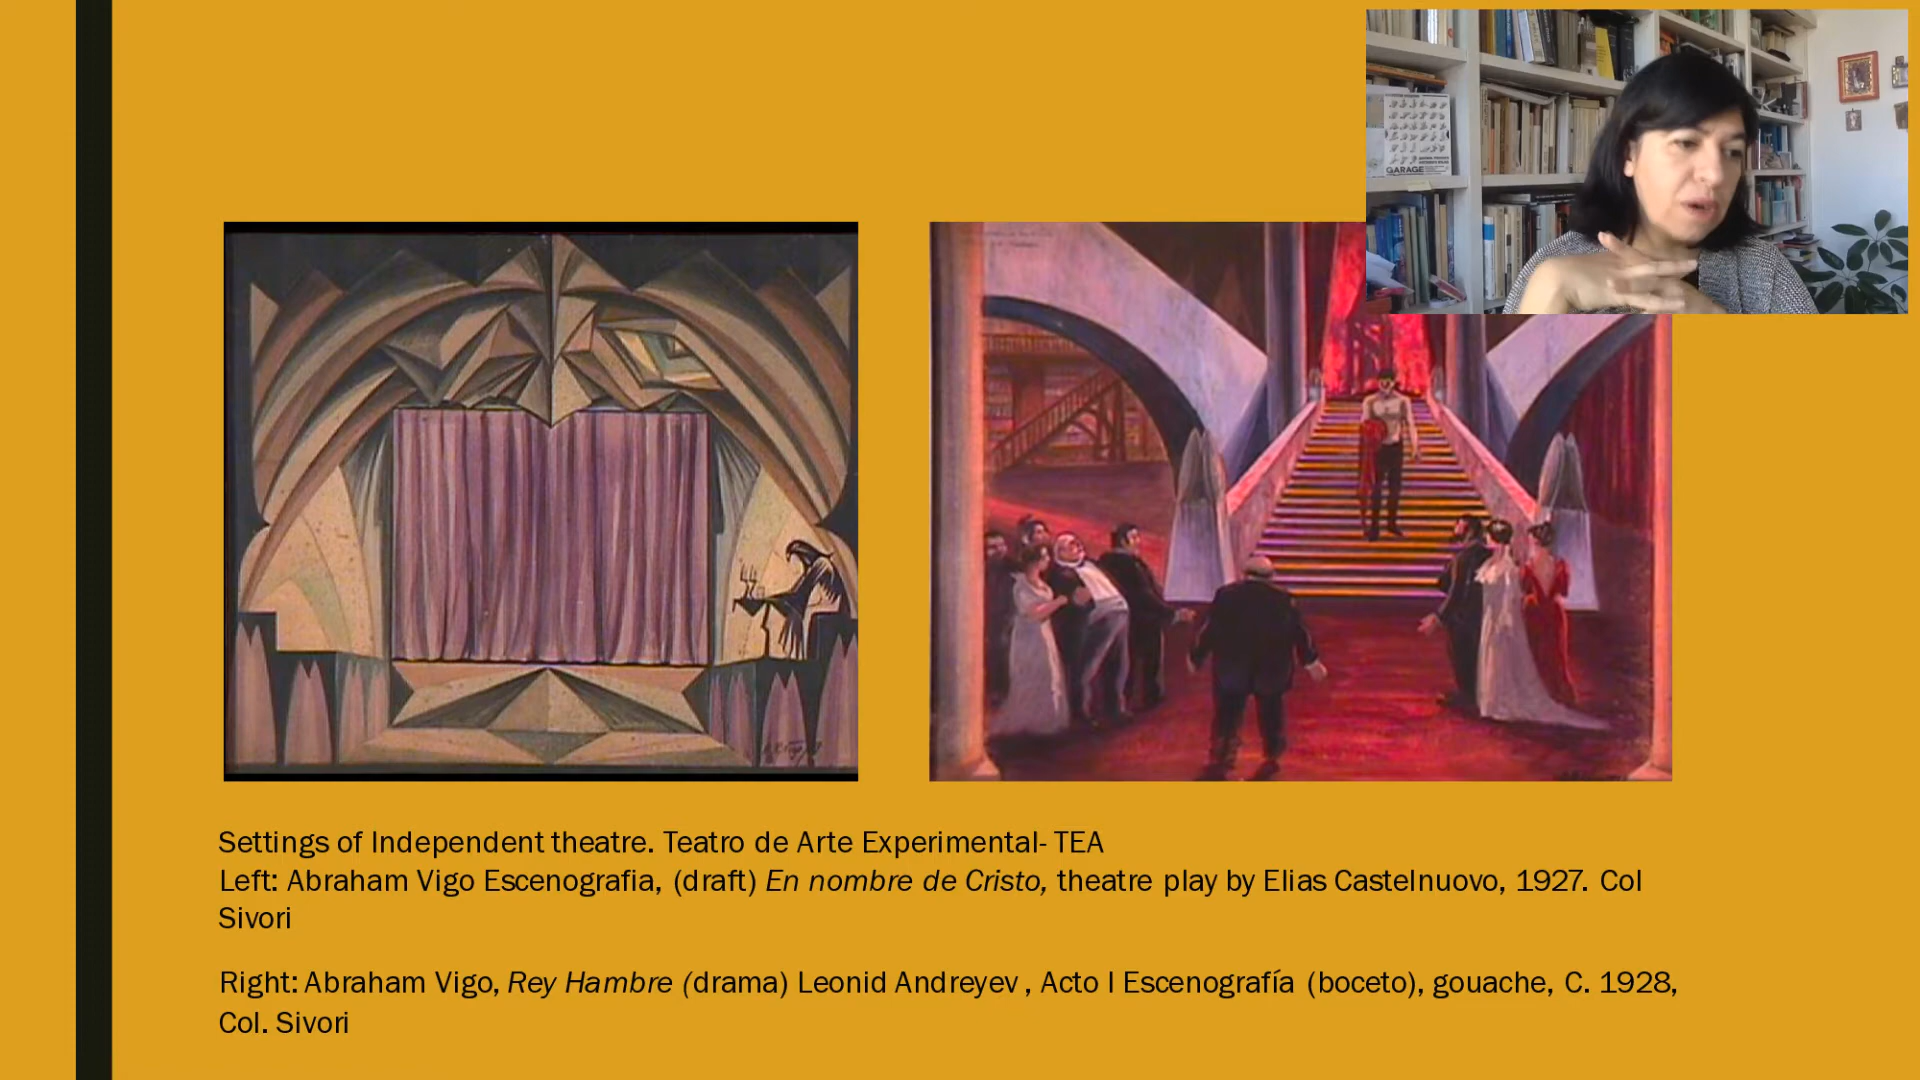 GARAGE
Settings of Independent theatre. Teatro de Arte Experimental- TEA
Left: Abraham Vigo Escenografia, (draft) En nombre de Cristo, theatre play by Elias Castelnuovo, 1927. Col
Sivori
Right: Abraham Vigo, Rey Hambre (drama) Leonid Andreyev , Acto I Escenografía (boceto), gouache, C. 1928,
Col. Sivori